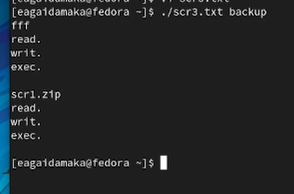 [eagaidamaka@fedora ~]$ ./scr3.txt backup
fff
read.
writ.
exec.
scr1.zip
read.
writ.
exec.
[eagaidamaka@fedora ~]$